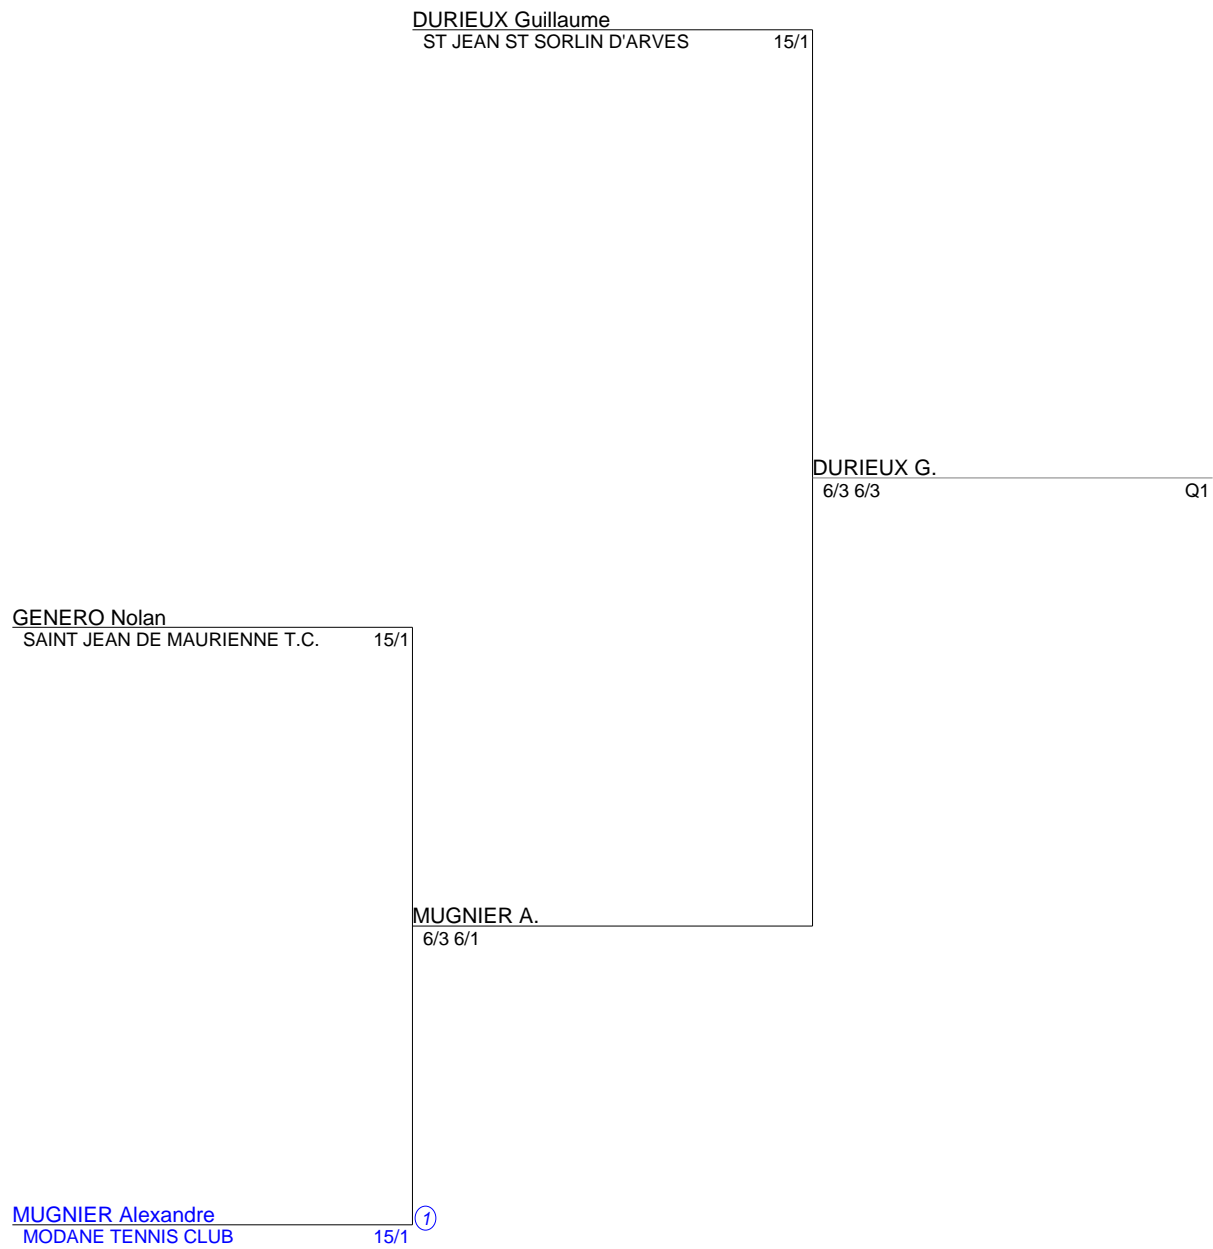 DURIEUX Guillaume
ST JEAN ST SORLIN D'ARVES 15/1
DURIEUX G.
6/3 6/3 Q1
GENERO Nolan
SAINT JEAN DE MAURIENNE T.C. 15/1
MUGNIER A.
6/3 6/1
MUGNIER Alexandre 1
MODANE TENNIS CLUB 15/1